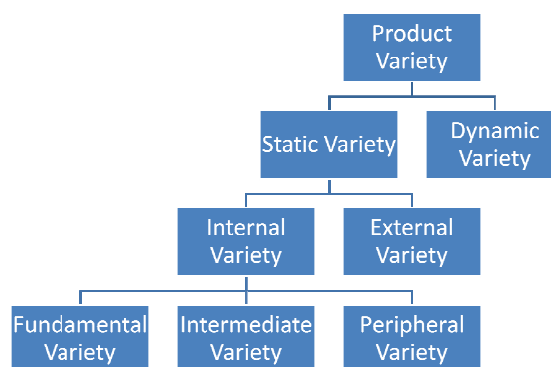 Product
Variety
Static Variety
Dynamic
Variety
Internal
Variety
External
Variety
Fundamental
Variety
Intermediate
Variety
Peripheral
Variety